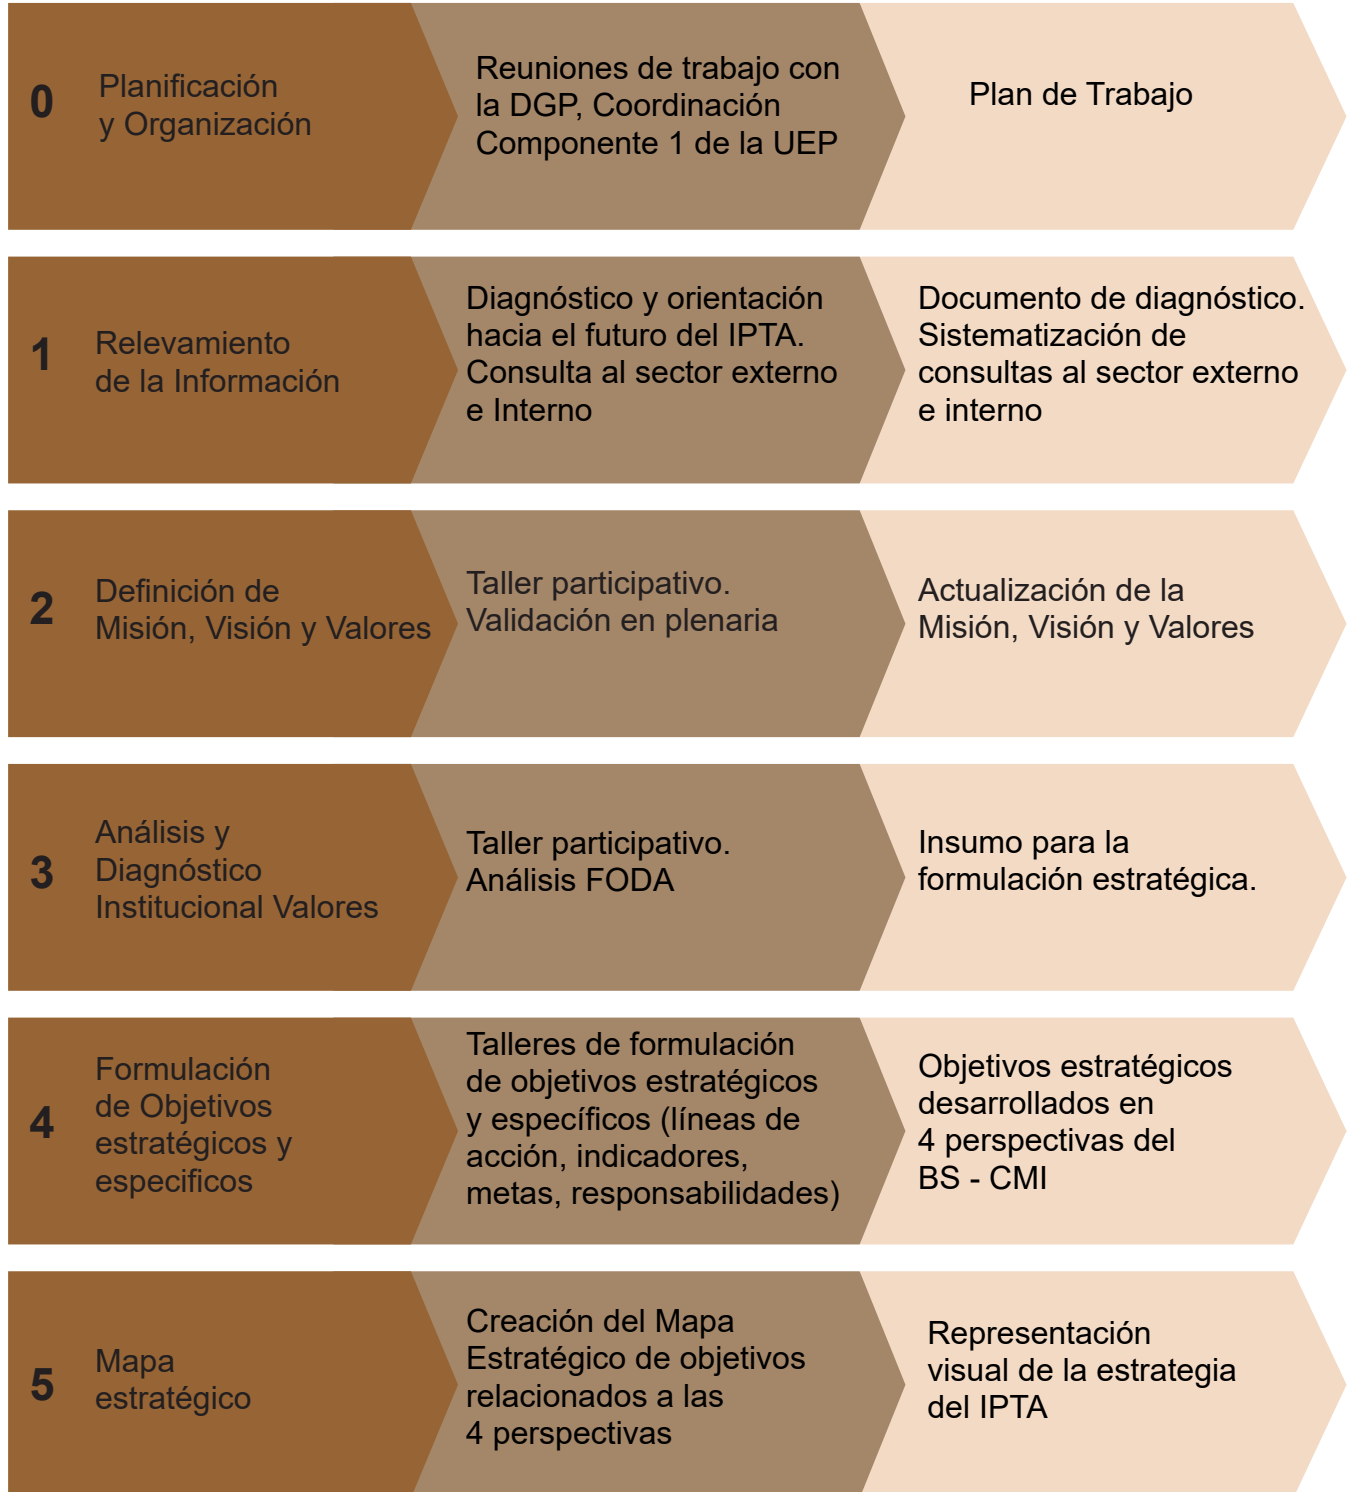 0
Planificación
y Organización
Reuniones de trabajo con
la DGP, Coordinación
Componente 1 de la UEP
Plan de Trabajo
1
Relevamiento
de la Información
Diagnóstico y orientación
hacia el futuro del IPTA.
Consulta al sector externo
e Interno
Documento de diagnóstico.
Sistematización de
consultas al sector externo
e interno
2
Definición de
Misión, Visión y Valores
Taller participativo.
Validación en plenaria
Actualización de la
Misión, Visión y Valores
3
Análisis y
Diagnóstico
Institucional Valores
Taller participativo.
Análisis FODA
Insumo para la
formulación estratégica.
4
Formulación
de Objetivos
estratégicos y
especificos
Talleres de formulación
de objetivos estratégicos
y específicos (líneas de
acción, indicadores,
metas, responsabilidades)
Objetivos estratégicos
desarrollados en
4 perspectivas del
BS - CMI
5
Mapa
estratégico
Creación del Mapa
Estratégico de objetivos
relacionados a las
4 perspectivas
Representación
visual de la estrategia
del IPTA